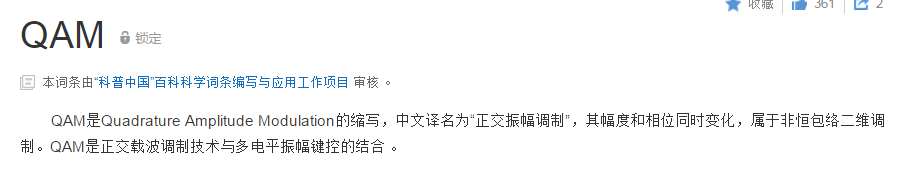 收藏 361 2
QAM 锁定
本词条由“科普中国”百科科学词条编写与应用工作项目 审核 。
QAM是Quadrature Amplitude Modulation的缩写，中文译名为“正交振幅调制”，其幅度和相位同时变化，属于非恒包络二维调
制。QAM是正交载波调制技术与多电平振幅键控的结合 。